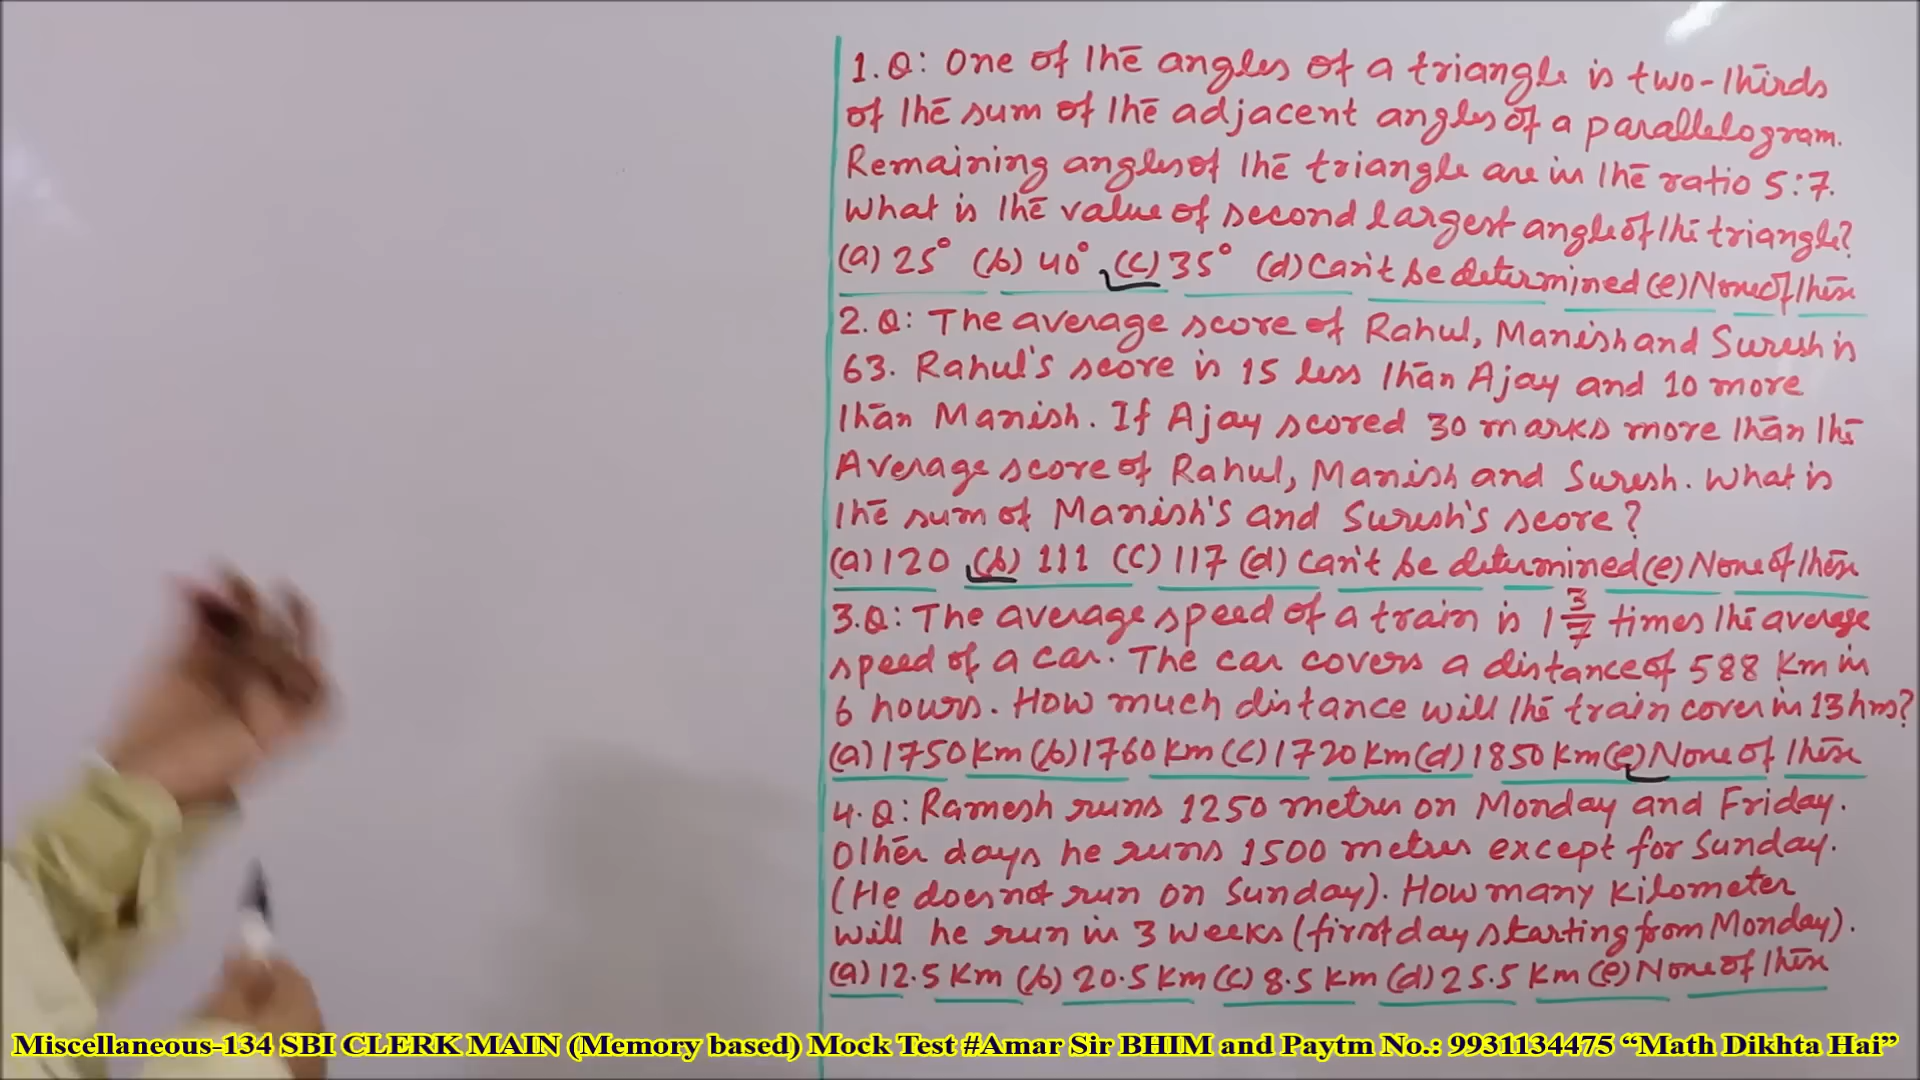 1.Q: One of the angles of a triangle is two-thirds
of the sum of the adjacent angles of a parallelogram.
Remaining angles of the triangle are in the ratio 5:7.
What is the value of second largest angle of the triangle?
(a) 25° (b) 40° (c) 35° (d) Can't be determined (e) None of these
2.Q: The average score of Rahul, Manish and Suresh is
63. Rahul's score is 15 less than Ajay and 10 more
than Manish. If Ajay scored 30 marks more than the
Average score of Rahul, Manish and Suresh. What is
the sum of Manish's and Suresh's score?
(a) 120 (b) 111 (c) 117 (d) Can't be determined (e) None of these
3.Q: The average speed of a train is 1 3/7 times the average
speed of a car. The car covers a distance of 588 Km in
6 hours. How much distance will the train cover in 13 hrs?
(a) 1750 Km (b) 1760 Km (c) 1720 Km (d) 1850 Km (e) None of these
4.Q: Ramesh runs 1250 metres on Monday and Friday.
Other days he runs 1500 metres except for Sunday.
(He does not run on Sunday). How many Kilometer
will he run in 3 weeks (first day starting from Monday).
(a) 12.5 Km (b) 20.5 Km (c) 8.5 Km (d) 25.5 Km (e) None of these
Miscellaneous-134 SBI CLERK MAIN (Memory based) Mock Test #Amar Sir BHIM and Paytm No.: 9931134475 “Math Dikhta Hai”